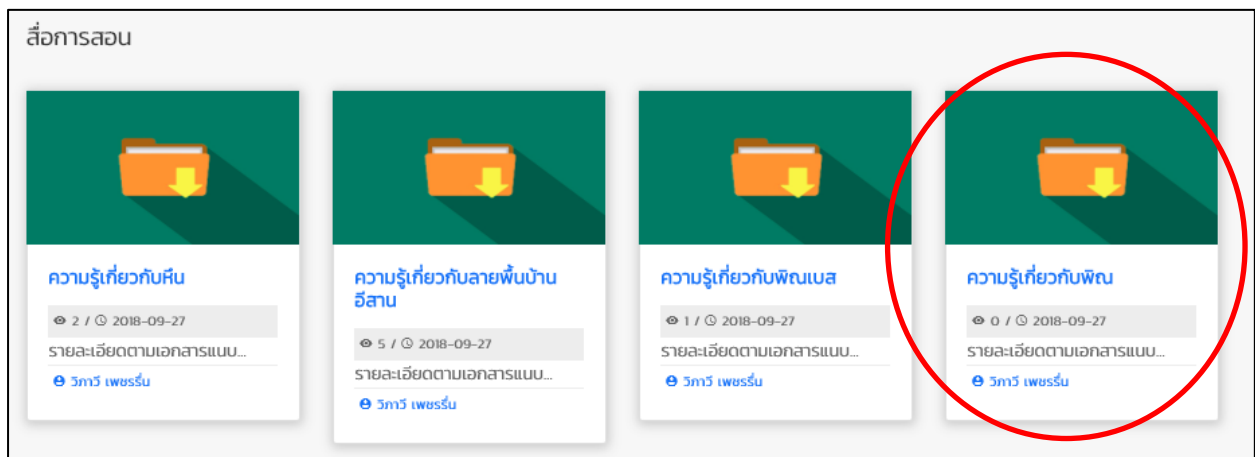 สื่อการสอน
ความรู้เกี่ยวกับหืน
2 / 2018-09-27
รายละเอียดตามเอกสารแนบ...
วิภาวี เพชรรื่น
ความรู้เกี่ยวกับลายพื้นบ้าน
อีสาน
5 / 2018-09-27
รายละเอียดตามเอกสารแนบ...
วิภาวี เพชรรื่น
ความรู้เกี่ยวกับพิณเบส
1 / 2018-09-27
รายละเอียดตามเอกสารแนบ...
วิภาวี เพชรรื่น
ความรู้เกี่ยวกับพิณ
0 / 2018-09-27
รายละเอียดตามเอกสารแนบ...
วิภาวี เพชรรื่น